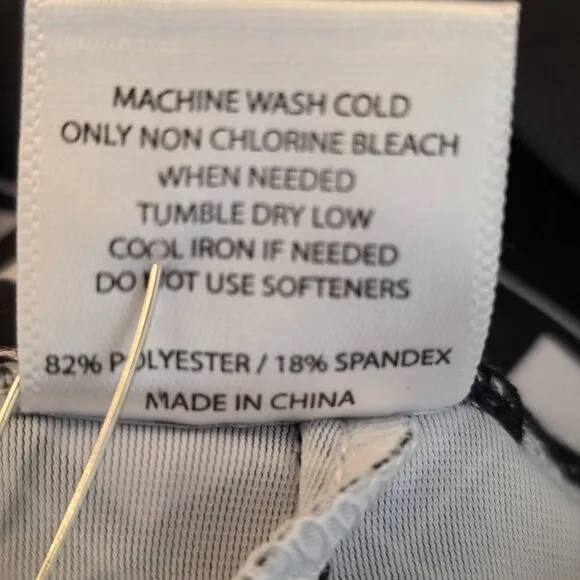 MACHINE WASH COLD
ONLY NON CHLORINE BLEACH
WHEN NEEDED
TUMBLE DRY LOW
COOL IRON IF NEEDED
DO NOT USE SOFTENERS
82% POLYESTER / 18% SPANDEX
MADE IN CHINA